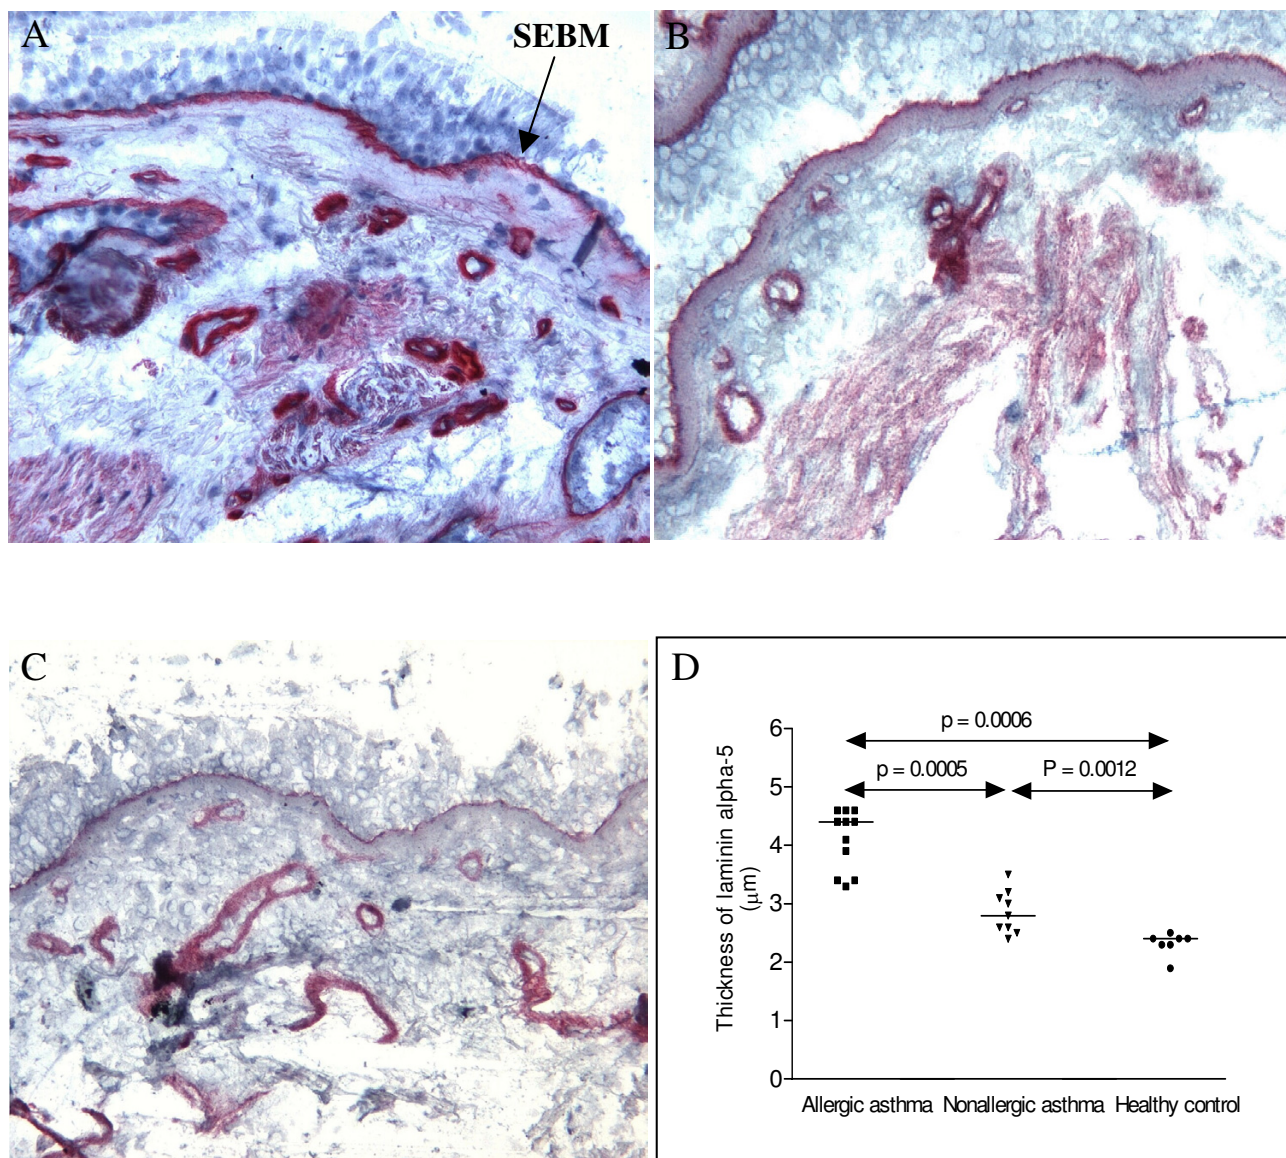 A
SEBM
B
C
D
p = 0.0006
p = 0.0005
P = 0.0012
Thickness of laminin alpha-5
(μm)
6
5
4
3
2
1
0
Allergic asthma Nonallergic asthma Healthy control